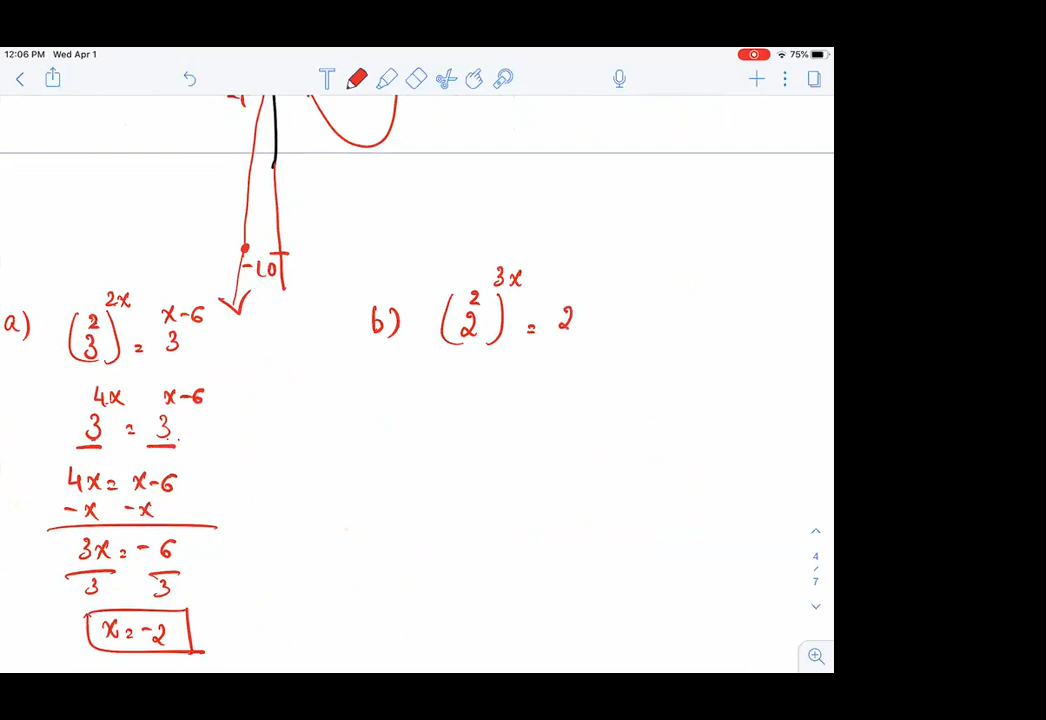 12:06 PM Wed Apr 1
75%
T
-10
a) (3^2)^2x = 3^x-6
3^4x = 3^x-6
4x = x-6
-x -x
3x = -6
3 3
x = -2
b) (2^2)^3x = 2
4
/
7